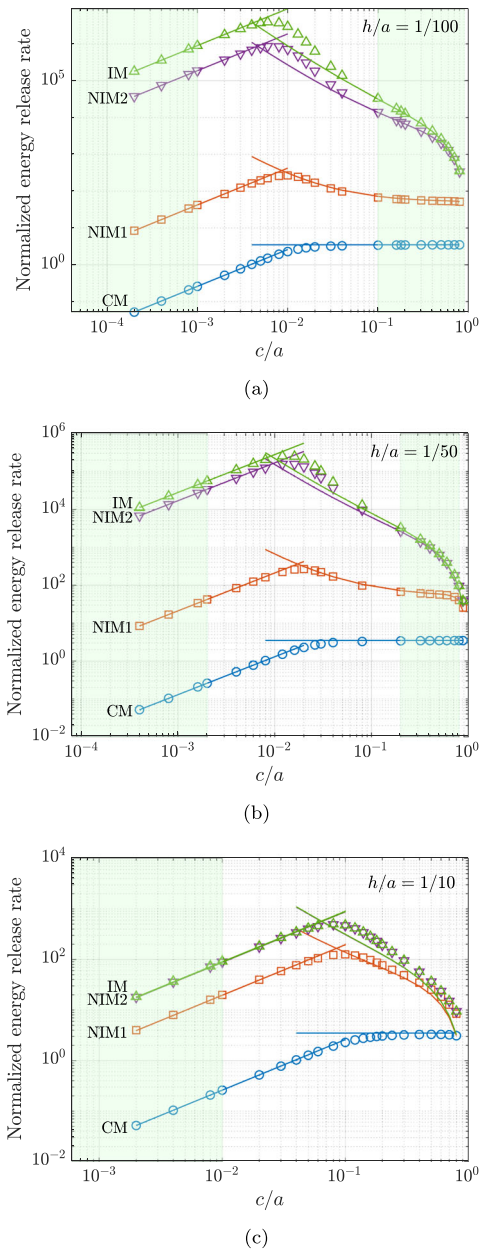 h/a = 1/100
Normalized energy release rate
10^5
10^0
IM
NIM2
NIM1
CM
10^−4 10^−3 10^−2 10^−1 10^0
c/a
(a)
h/a = 1/50
Normalized energy release rate
10^6
10^4
10^2
10^0
10^−2
IM
NIM2
NIM1
CM
10^−4 10^−3 10^−2 10^−1 10^0
c/a
(b)
h/a = 1/10
Normalized energy release rate
10^4
10^2
10^0
10^−2
IM
NIM2
NIM1
CM
10^−3 10^−2 10^−1 10^0
c/a
(c)